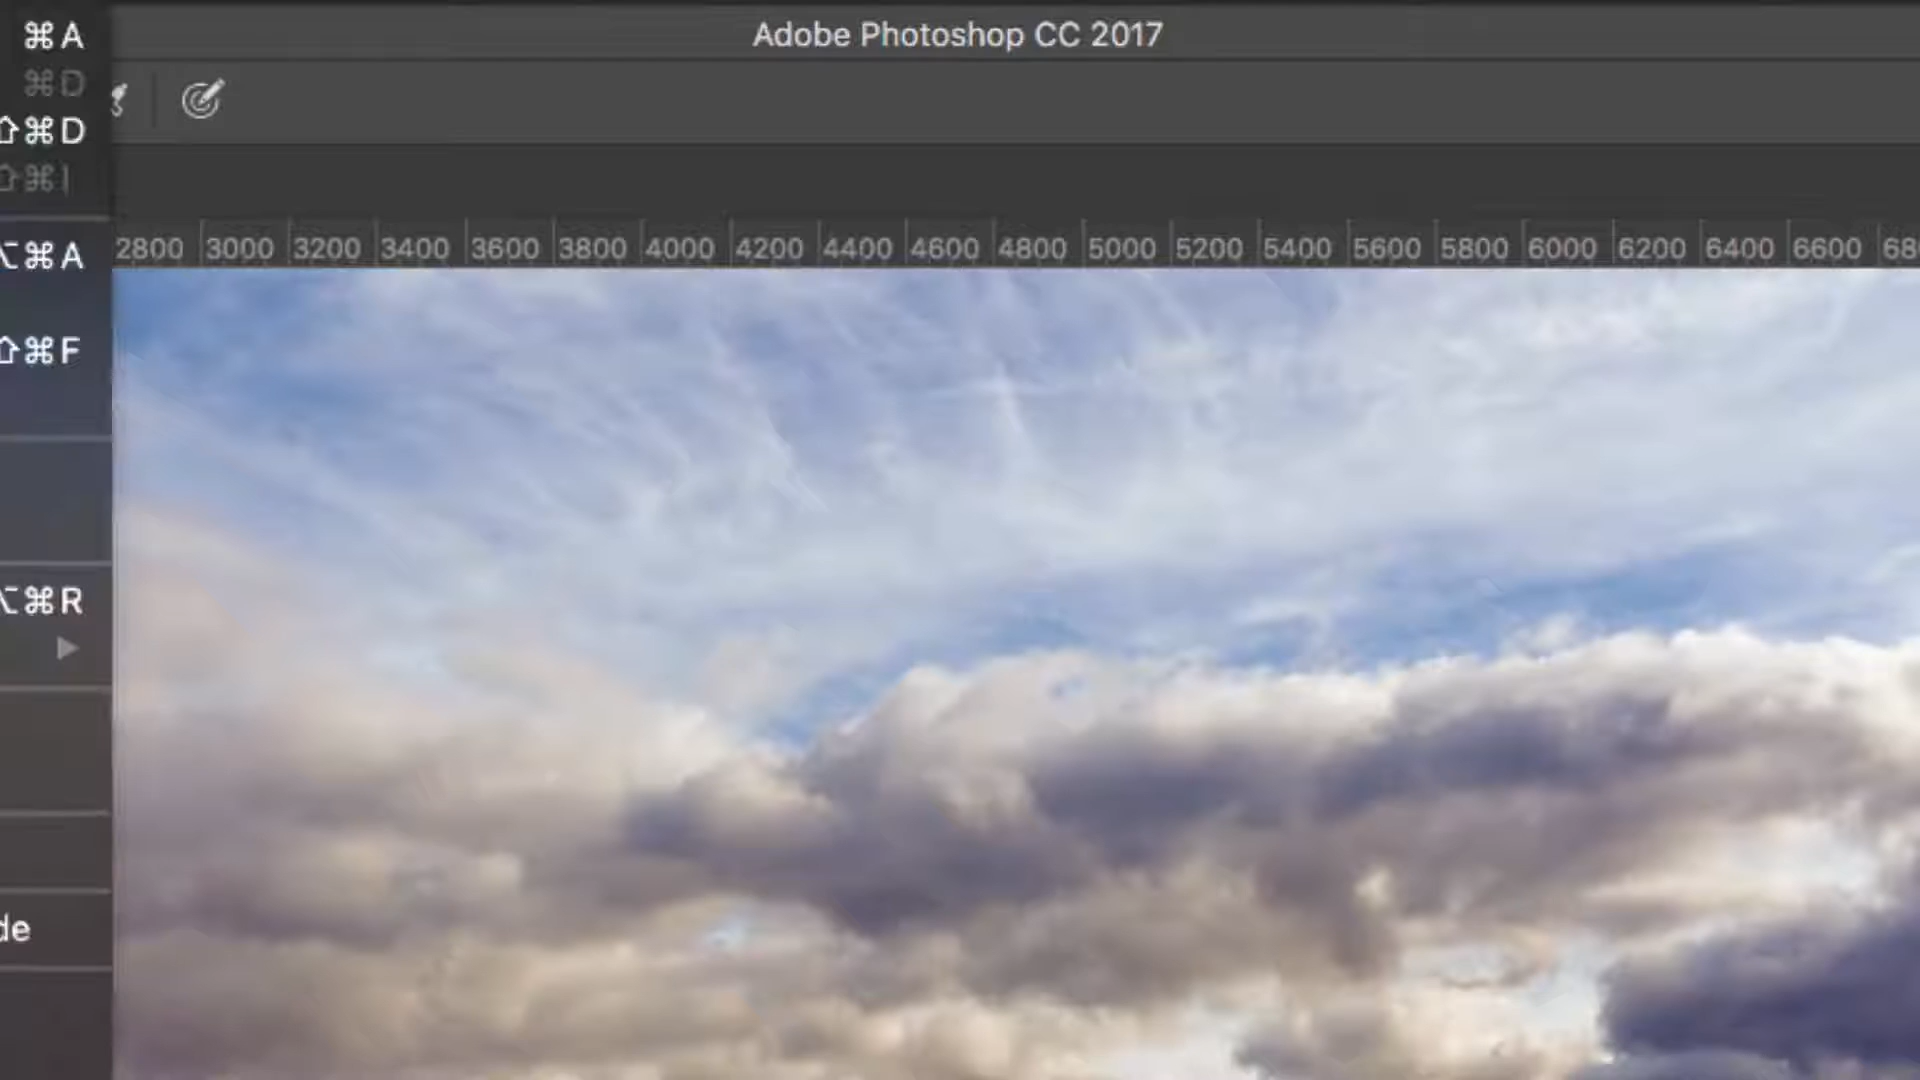 Adobe Photoshop CC 2017
⌘A
⌘D
⇧⌘D
⇧⌘I
2800 3000 3200 3400 3600 3800 4000 4200 4400 4600 4800 5000 5200 5400 5600 5800 6000 6200 6400 6600
⌥⌘A
⇧⌘F
⌥⌘R
de